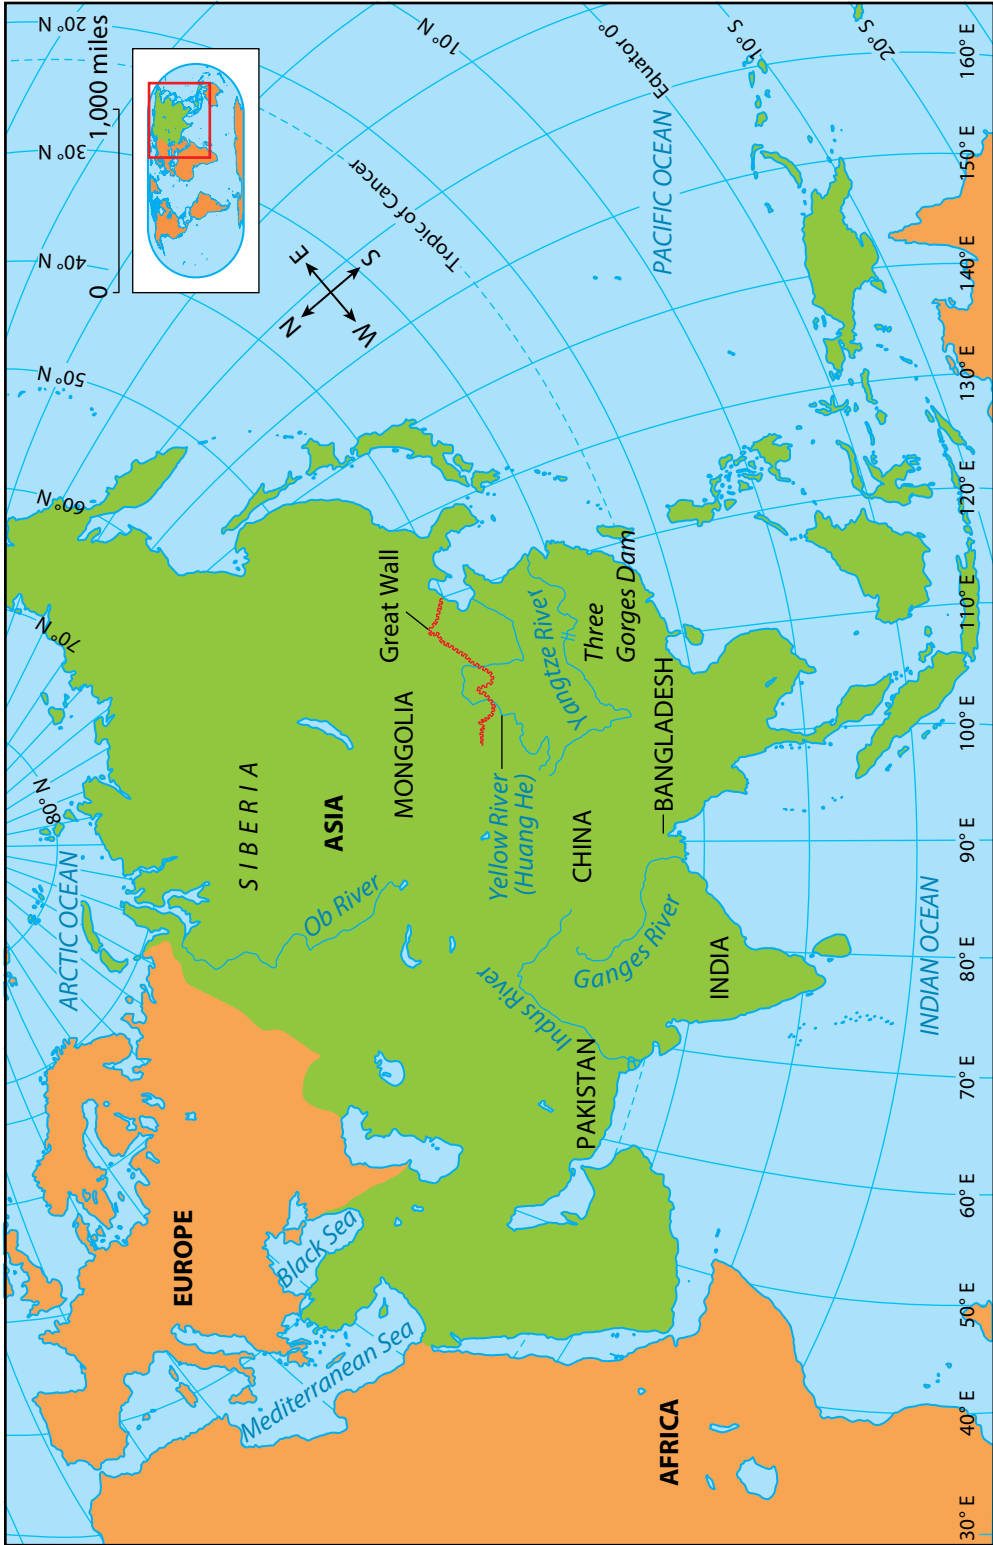 20° N
30° N
40° N
50° N
60° N
70° N
80° N
10° N
Equator 0°
10° S
20° S
0
1,000 miles
N
E
S
W
Tropic of Cancer
PACIFIC OCEAN
ARCTIC OCEAN
SIBERIA
ASIA
Ob River
MONGOLIA
Great Wall
Yellow River
(Huang He)
Yangtze River
Three
Gorges Dam
CHINA
BANGLADESH
Ganges River
Indus River
INDIA
PAKISTAN
INDIAN OCEAN
EUROPE
Black Sea
Mediterranean Sea
AFRICA
30° E
40° E
50° E
60° E
70° E
80° E
90° E
100° E
110° E
120° E
130° E
140° E
150° E
160° E